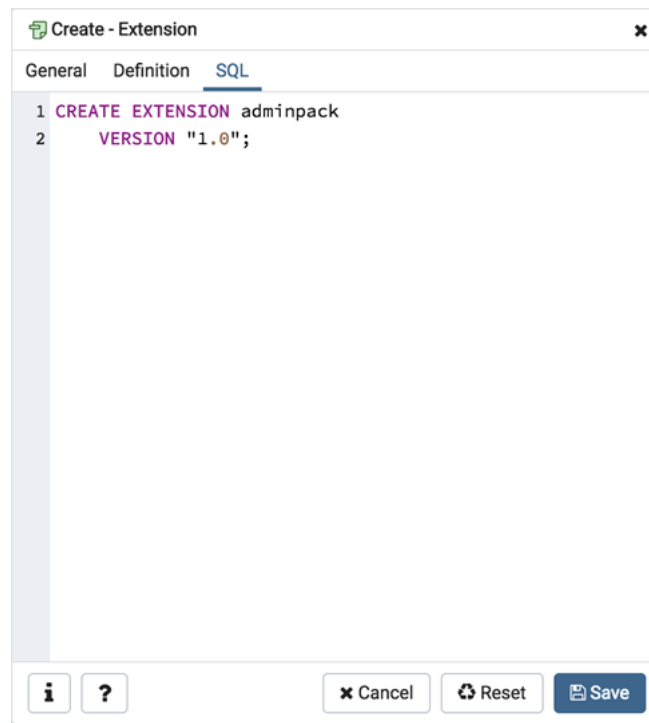 Create - Extension
General Definition SQL
1 CREATE EXTENSION adminpack
2 VERSION "1.0";
i ? Cancel Reset Save